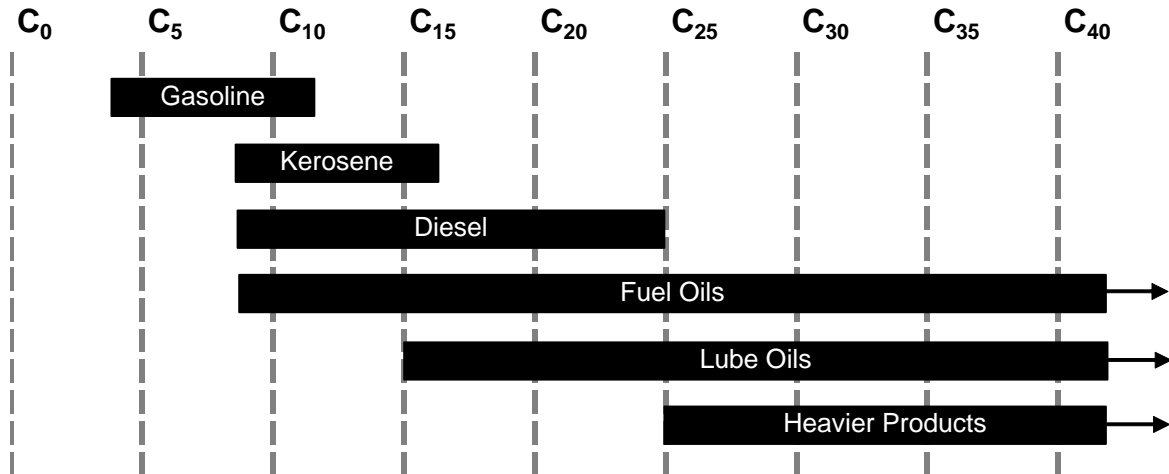 C₀ C₅ C₁₀ C₁₅ C₂₀ C₂₅ C₃₀ C₃₅ C₄₀
Gasoline
Kerosene
Diesel
Fuel Oils
Lube Oils
Heavier Products